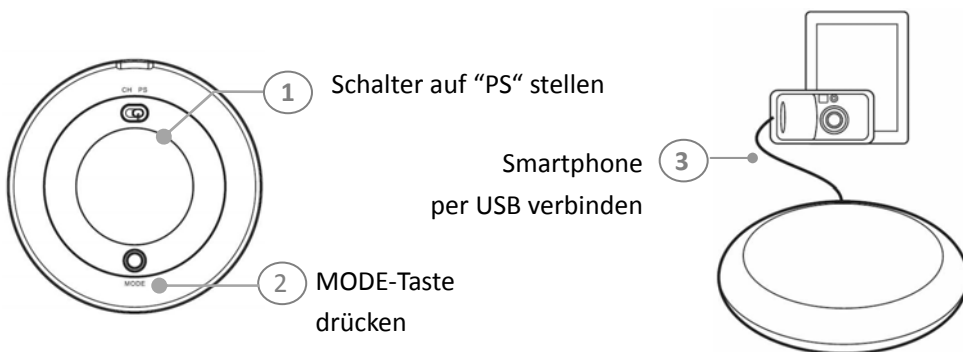 CH PS
1
Schalter auf “PS“ stellen
Smartphone
per USB verbinden
3
MODE
2
MODE-Taste
drücken